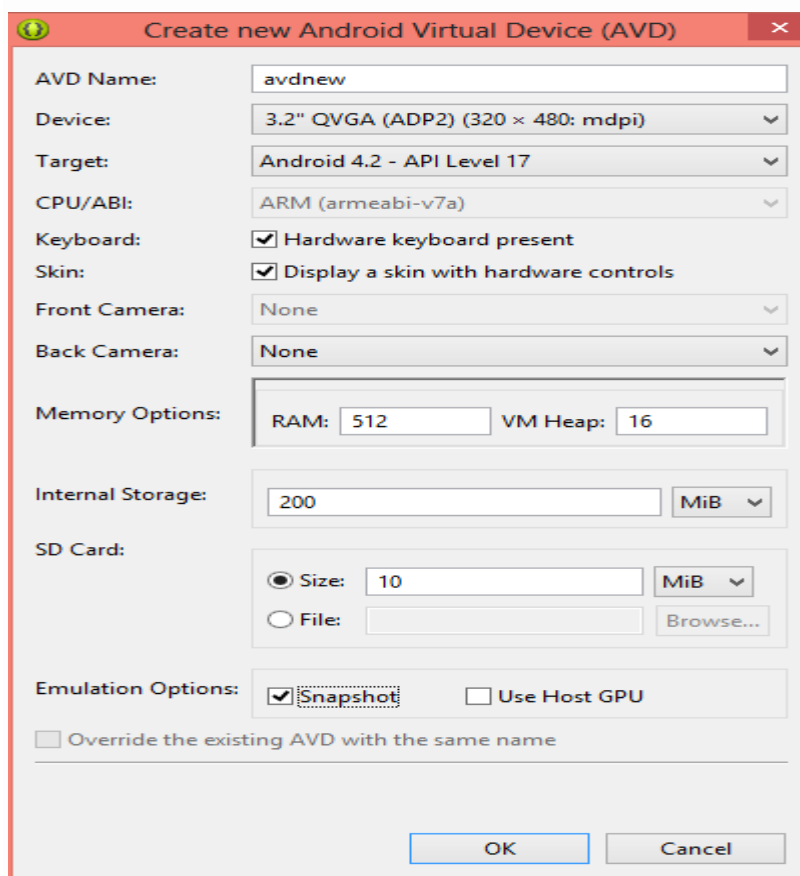 Create new Android Virtual Device (AVD)
AVD Name: avdnew
Device: 3.2" QVGA (ADP2) (320 × 480: mdpi)
Target: Android 4.2 - API Level 17
CPU/ABI: ARM (armeabi-v7a)
Keyboard: Hardware keyboard present
Skin: Display a skin with hardware controls
Front Camera: None
Back Camera: None
Memory Options: RAM: 512 VM Heap: 16
Internal Storage: 200 MiB
SD Card:
Size: 10 MiB
File: Browse...
Emulation Options: Snapshot Use Host GPU
Override the existing AVD with the same name
OK Cancel